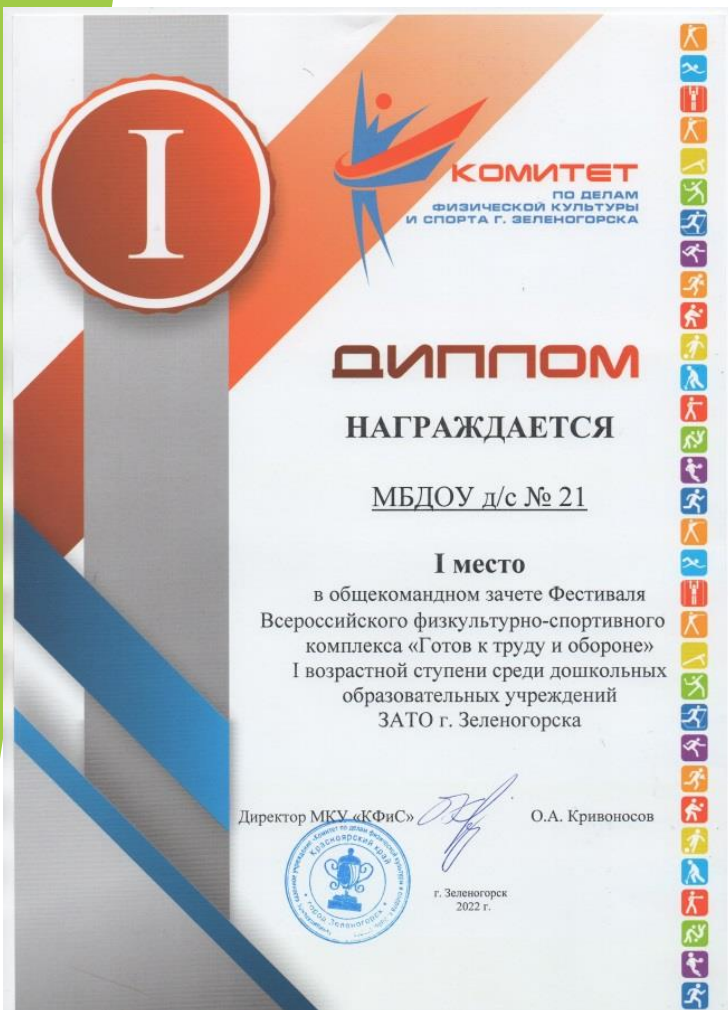 I
КОМИТЕТ
ПО ДЕЛАМ
ФИЗИЧЕСКОЙ КУЛЬТУРЫ
И СПОРТА Г. ЗЕЛЕНОГОРСКА
ДИПЛОМ
НАГРАЖДАЕТСЯ
МБДОУ д/с № 21
I место
в общекомандном зачете Фестиваля
Всероссийского физкультурно-спортивного
комплекса «Готов к труду и обороне»
I возрастной ступени среди дошкольных
образовательных учреждений
ЗАТО г. Зеленогорска
Директор МКУ «КФиС» О.А. Кривоносов
Красноярский край
город Зеленогорск
г. Зеленогорск
2022 г.